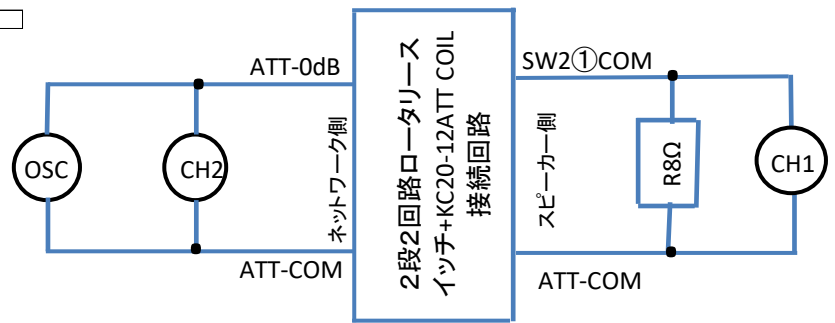 ATT-0dB
SW2①COM
OSC
CH2
ネットワーク側
2段2回路ロータリース
イッチ+KC20-12ATT COIL
接続回路
スピーカー側
R8Ω
CH1
ATT-COM
ATT-COM